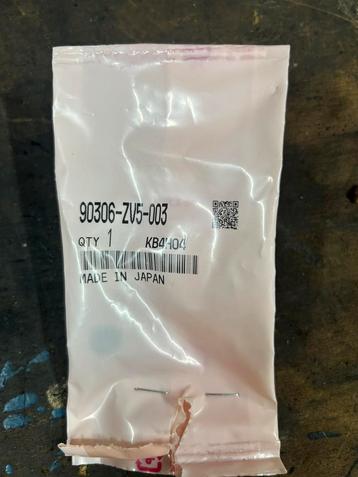 90306-ZV5-003
QTY 1 KB4H04
MADE IN JAPAN